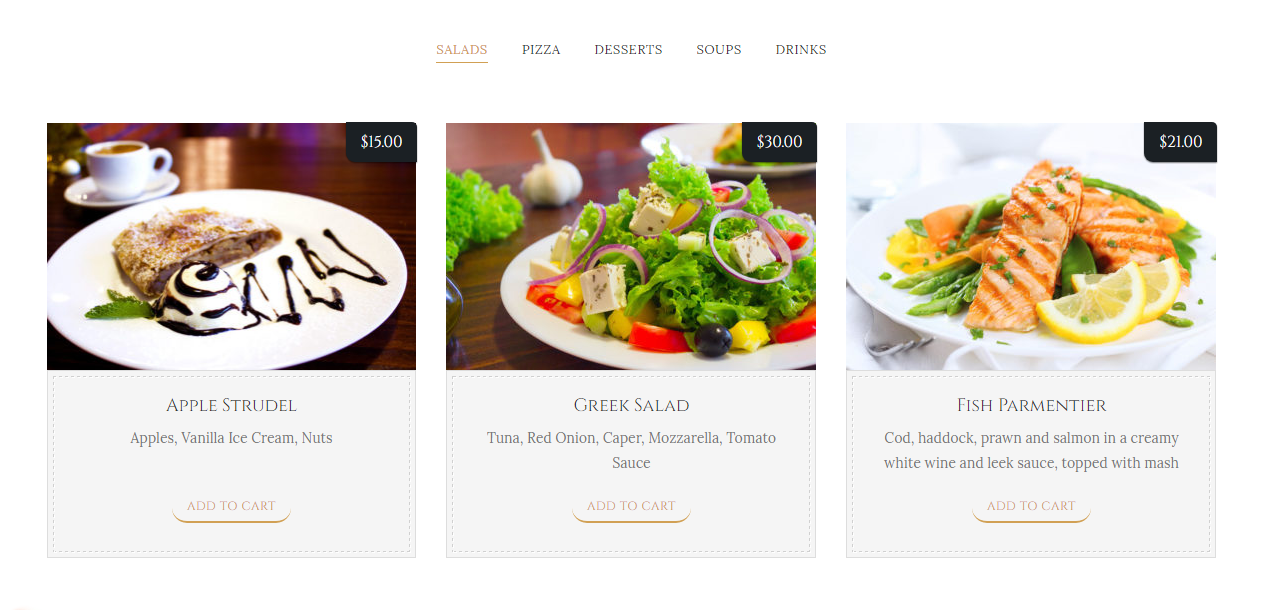 SALADS PIZZA DESSERTS SOUPS DRINKS
$15.00
$30.00
$21.00
Apple Strudel
Apples, Vanilla Ice Cream, Nuts
ADD TO CART
Greek Salad
Tuna, Red Onion, Caper, Mozzarella, Tomato
Sauce
ADD TO CART
Fish Parmentier
Cod, haddock, prawn and salmon in a creamy
white wine and leek sauce, topped with mash
ADD TO CART